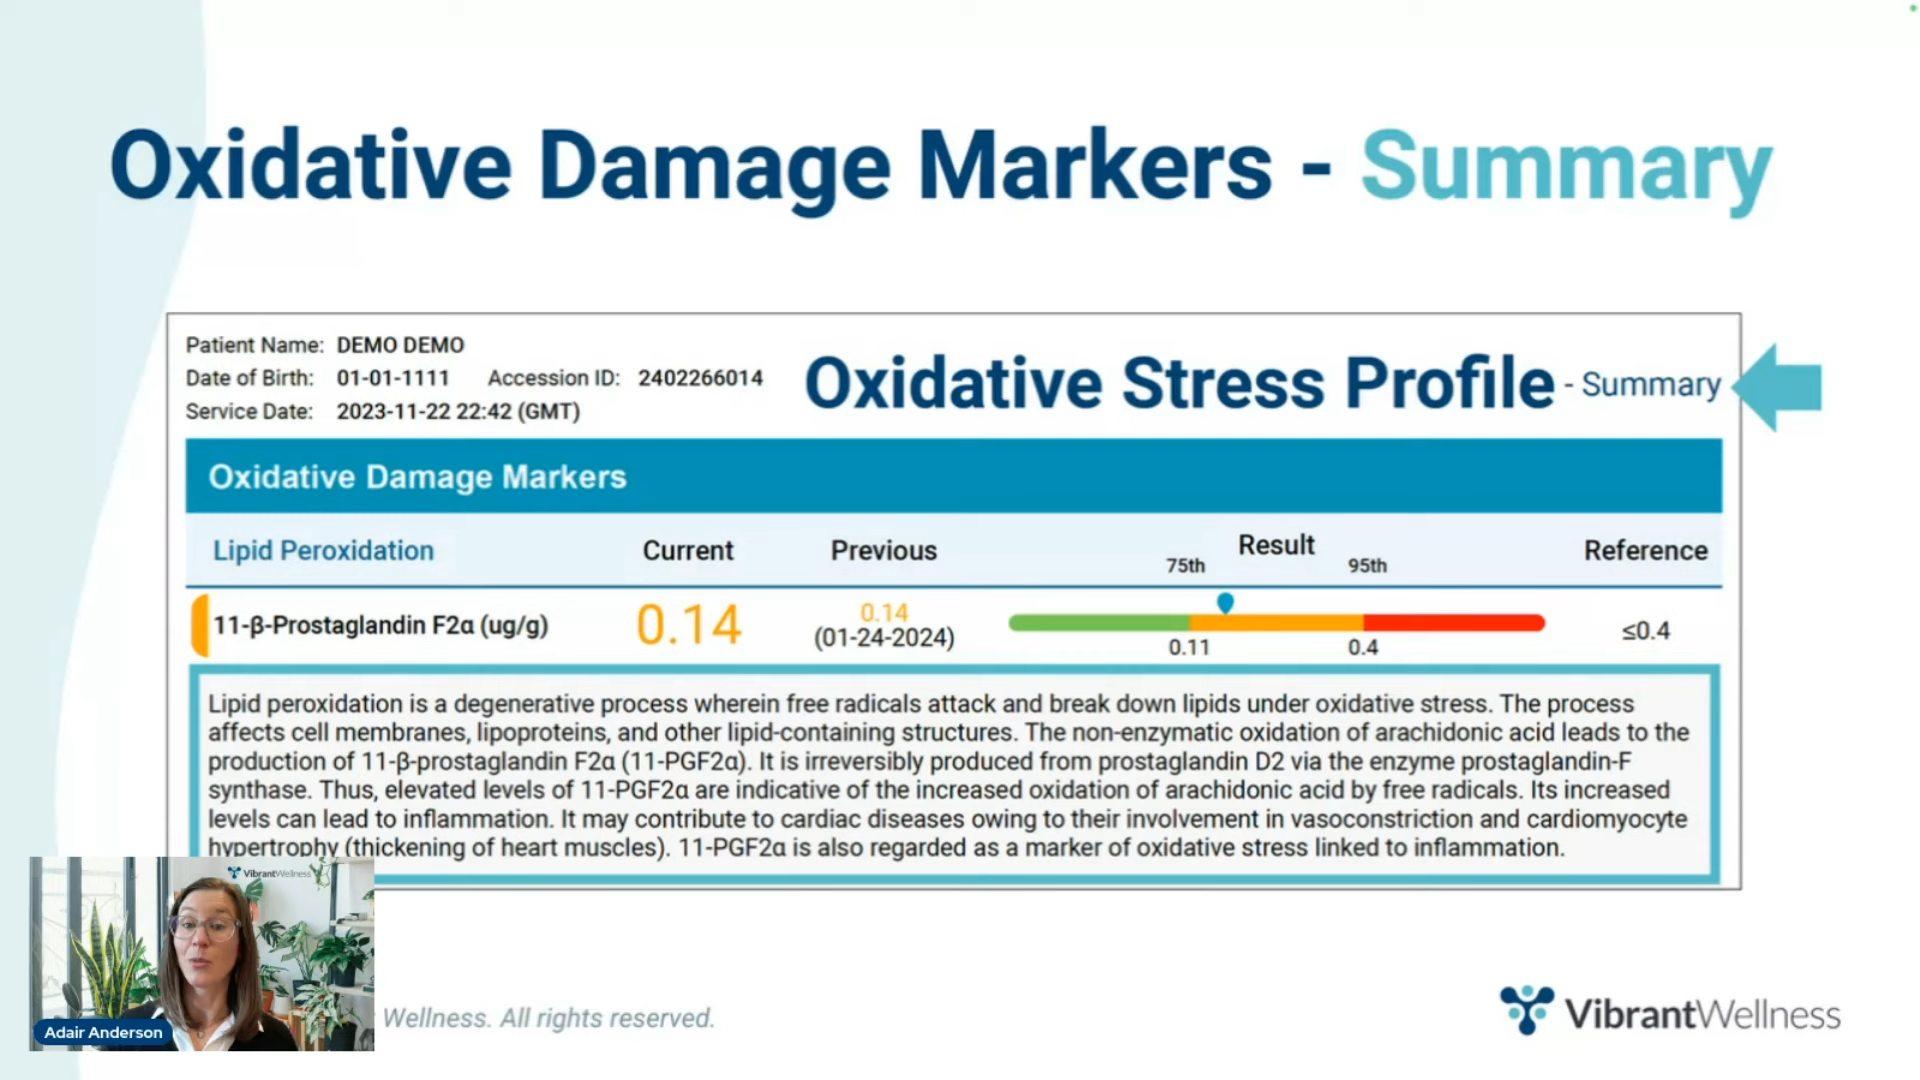 Oxidative Damage Markers - Summary
Patient Name: DEMO DEMO
Date of Birth: 01-01-1111 Accession ID: 2402266014
Service Date: 2023-11-22 22:42 (GMT)
Oxidative Stress Profile - Summary
Oxidative Damage Markers
Lipid Peroxidation Current Previous Result Reference
75th 95th
11-β-Prostaglandin F2α (ug/g) 0.14 0.14 ≤0.4
(01-24-2024)
0.11 0.4
Lipid peroxidation is a degenerative process wherein free radicals attack and break down lipids under oxidative stress. The process
affects cell membranes, lipoproteins, and other lipid-containing structures. The non-enzymatic oxidation of arachidonic acid leads to the
production of 11-β-prostaglandin F2α (11-PGF2α). It is irreversibly produced from prostaglandin D2 via the enzyme prostaglandin-F
synthase. Thus, elevated levels of 11-PGF2α are indicative of the increased oxidation of arachidonic acid by free radicals. Its increased
levels can lead to inflammation. It may contribute to cardiac diseases owing to their involvement in vasoconstriction and cardiomyocyte
hypertrophy (thickening of heart muscles). 11-PGF2α is also regarded as a marker of oxidative stress linked to inflammation.
VibrantWellness
Adair Anderson
Wellness. All rights reserved.
VibrantWellness